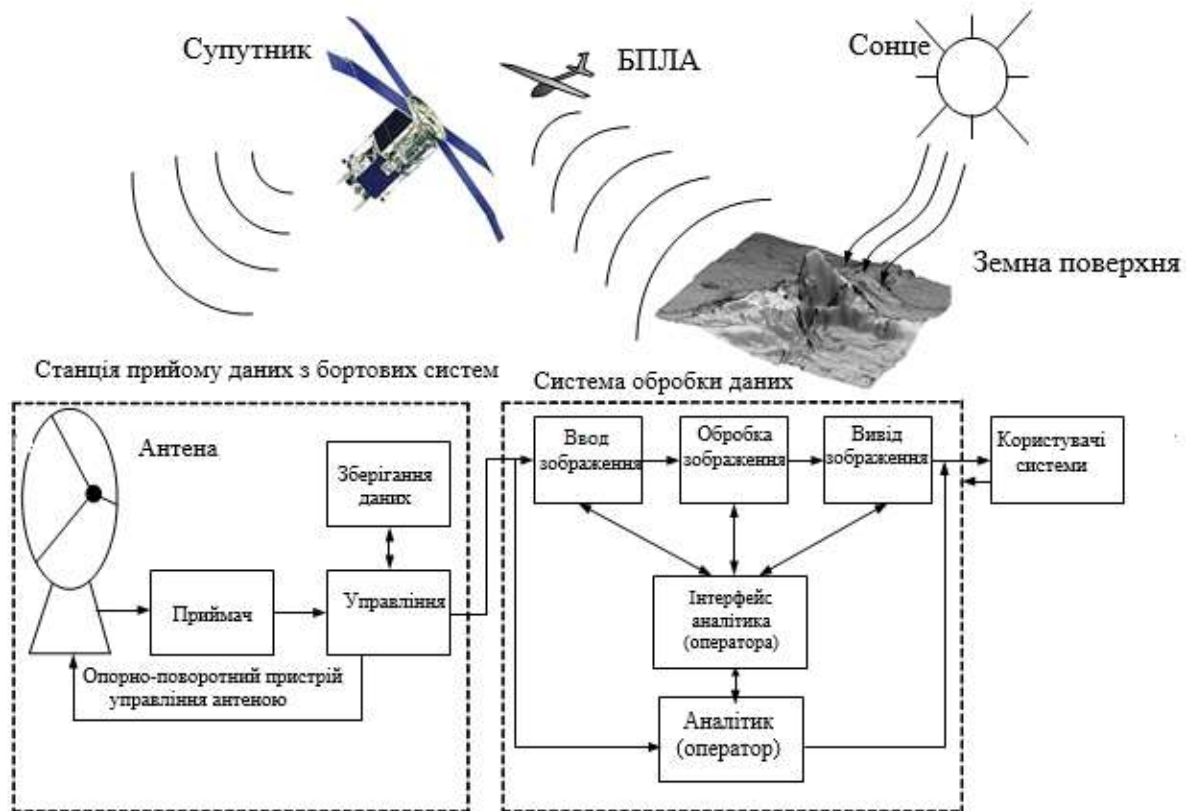 Супутник
БПЛА
Сонце
Земна поверхня
Станція прийому даних з бортових систем
Система обробки даних
Антена
Зберігання
даних
Приймач
Управління
Опорно-поворотний пристрій
управління антеною
Ввод
зображення
Обробка
зображення
Вивід
зображення
Користувачі
системи
Інтерфейс
аналітика
(оператора)
Аналітик
(оператор)